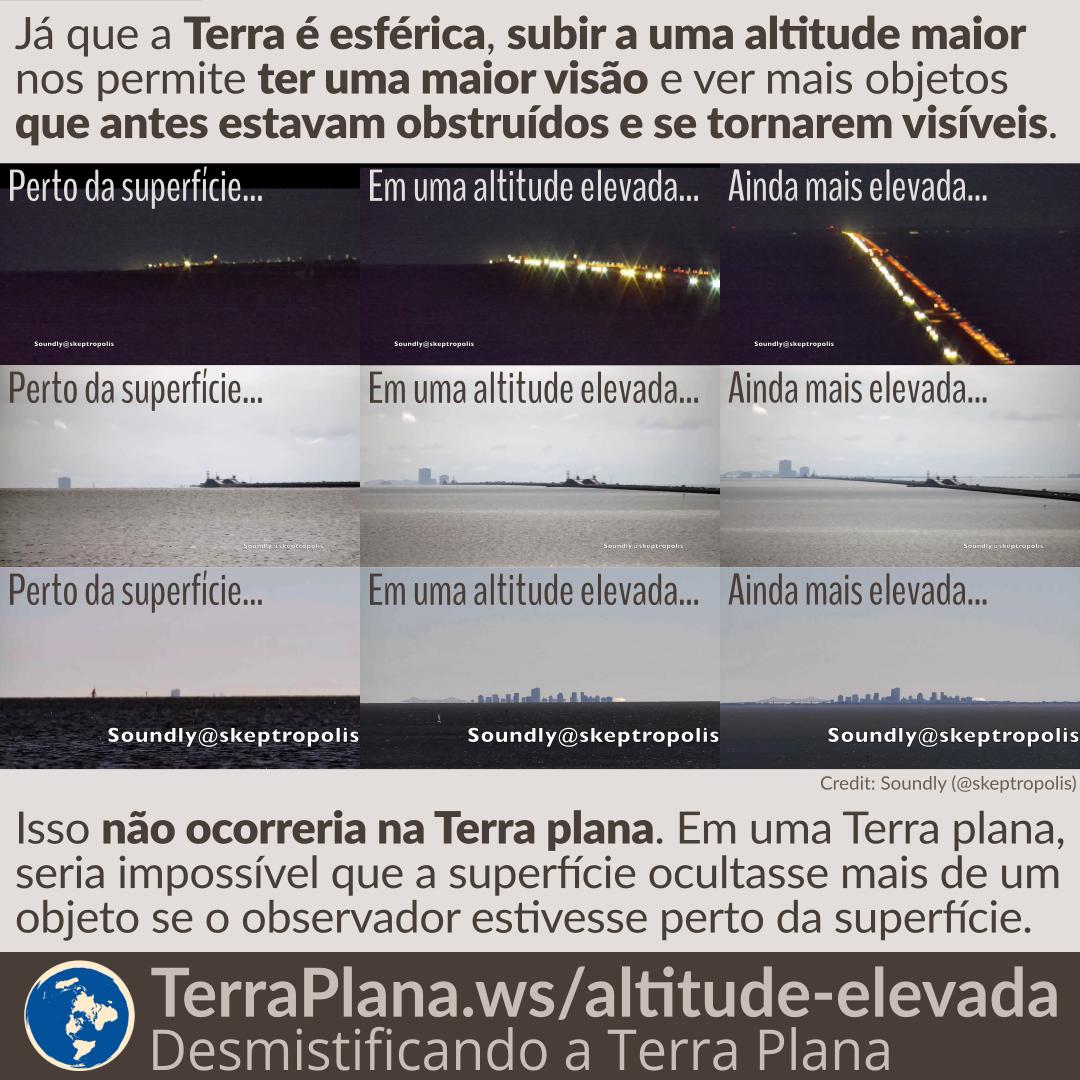 Já que a Terra é esférica, subir a uma altitude maior
nos permite ter uma maior visão e ver mais objetos
que antes estavam obstruídos e se tornarem visíveis.
Perto da superfície...
Em uma altitude elevada...
Ainda mais elevada...
Soundly@skeptropolis
Soundly@skeptropolis
Soundly@skeptropolis
Perto da superfície...
Em uma altitude elevada...
Ainda mais elevada...
Soundly@skeptropolis
Soundly@skeptropolis
Soundly@skeptropolis
Perto da superfície...
Em uma altitude elevada...
Ainda mais elevada...
Soundly@skeptropolis
Soundly@skeptropolis
Soundly@skeptropolis
Credit: Soundly (@skeptropolis)
Isso não ocorreria na Terra plana. Em uma Terra plana,
seria impossível que a superfície ocultasse mais de um
objeto se o observador estivesse perto da superfície.
TerraPlana.ws/altitude-elevada
Desmistificando a Terra Plana